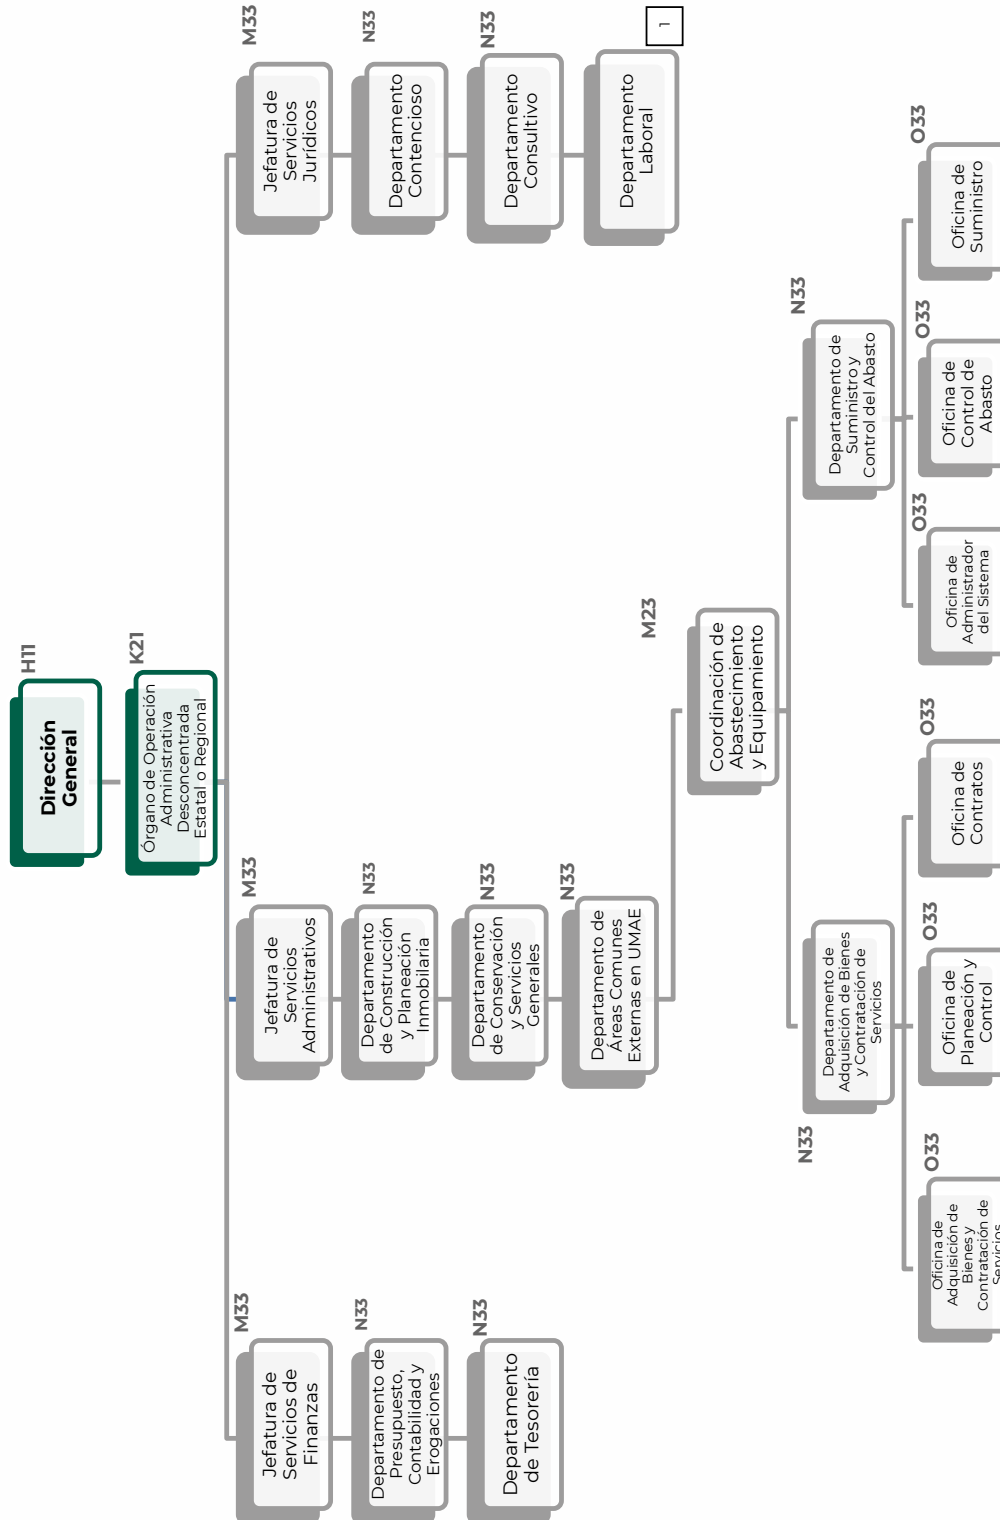 H11
Dirección
General
K21
Órgano de Operación
Administrativa
Desconcentrada
Estatal o Regional
M33
Jefatura de
Servicios de
Finanzas
N33
Departamento de
Presupuesto,
Contabilidad y
Erogaciones
N33
Departamento
de Tesorería
M33
Jefatura de
Servicios
Administrativos
N33
Departamento
de Construcción
y Planeación
Inmobilaria
N33
Departamento
de Conservación
y Servicios
Generales
N33
Departamento de
Áreas Comunes
Externas en UMAE
M33
Jefatura de
Servicios
Jurídicos
N33
Departamento
Contencioso
N33
Departamento
Consultivo
Departamento
Laboral
1
M23
Coordinación de
Abastecimiento
y Equipamiento
N33
Departamento de
Adquisición de Bienes
y Contratación de
Servicios
N33
Departamento de
Suministro y
Control del Abasto
O33
Oficina de
Adquisición de
Bienes y
Contratación de
Servicios
O33
Oficina de
Planeación y
Control
O33
Oficina de
Contratos
O33
Oficina de
Administrador
del Sistema
O33
Oficina de
Control de
Abasto
O33
Oficina de
Suministro